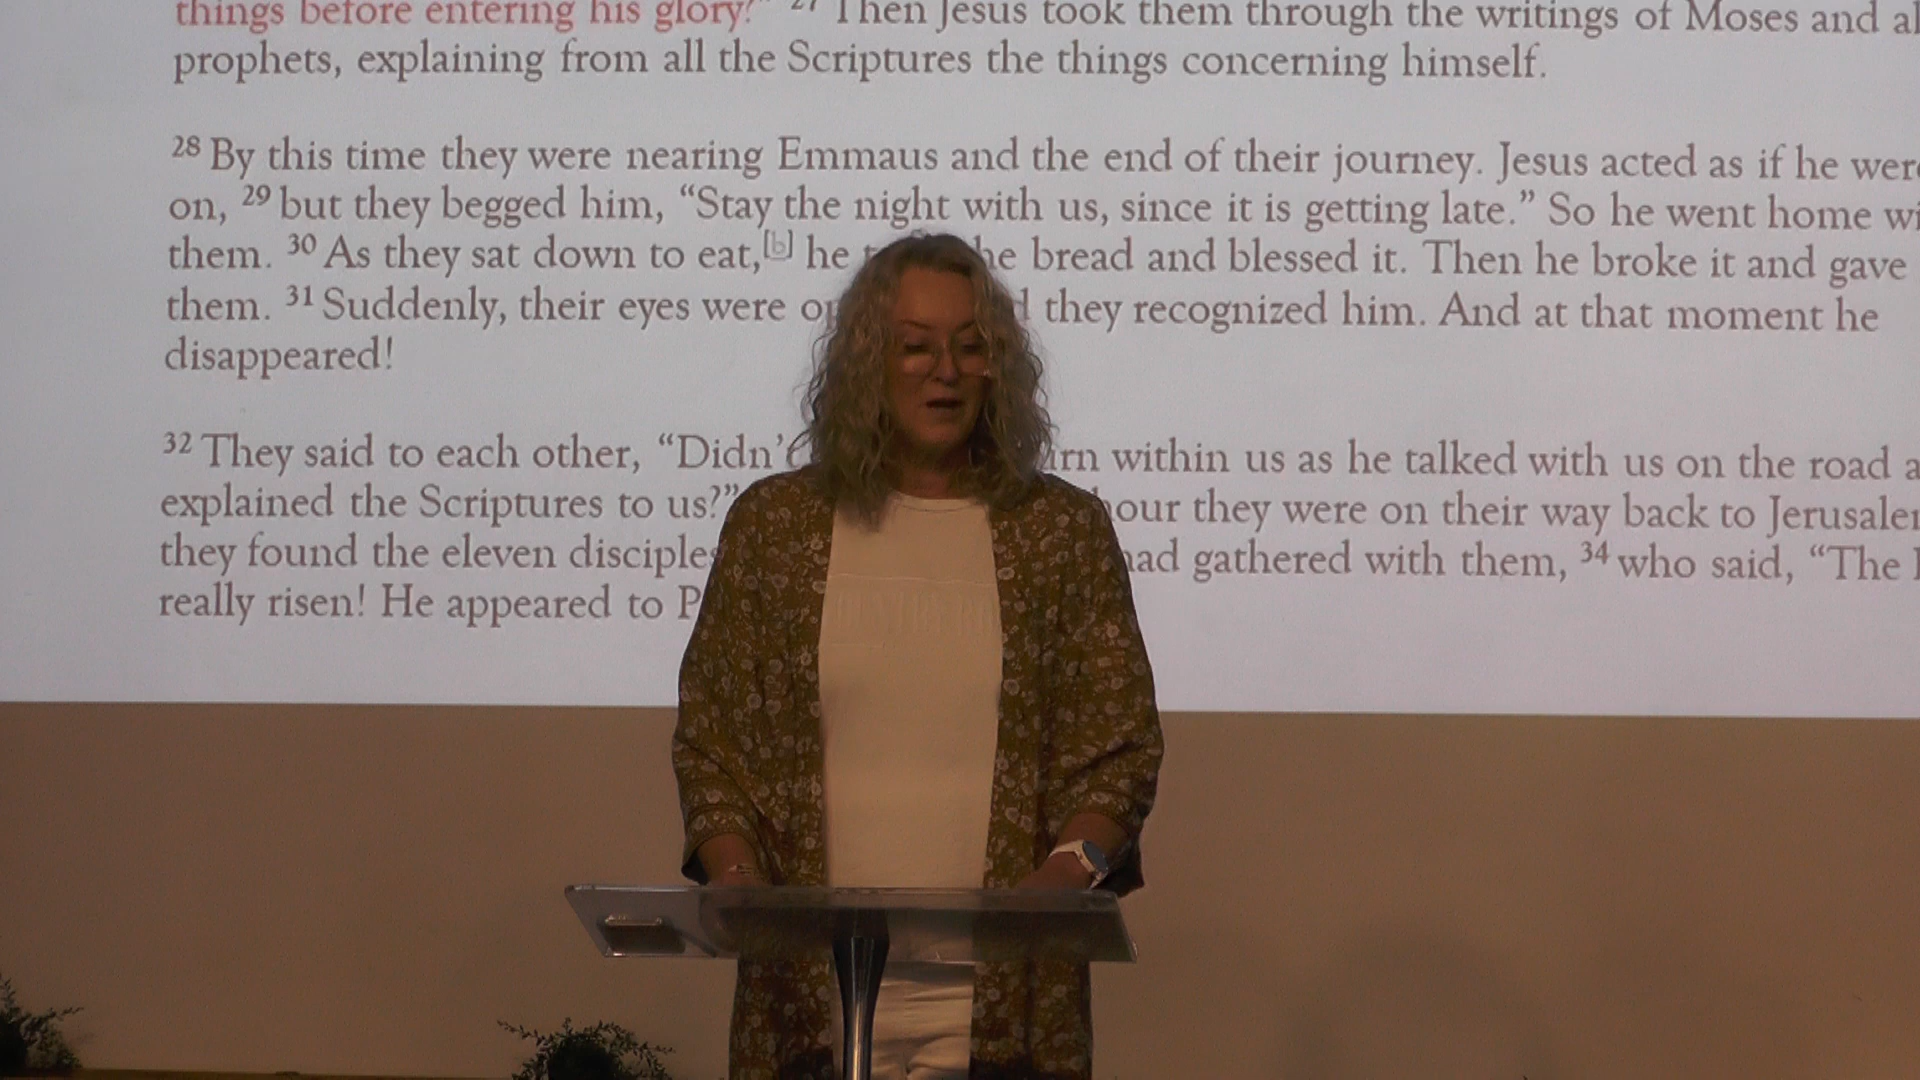 things before entering his glory?” 27 Then Jesus took them through the writings of Moses and
prophets, explaining from all the Scriptures the things concerning himself.
28 By this time they were nearing Emmaus and the end of their journey. Jesus acted as if he
on, 29 but they begged him, “Stay the night with us, since it is getting late.” So he went home
them. 30 As they sat down to eat,[b] he bread and blessed it. Then he broke it and gave
them. 31 Suddenly, their eyes were they recognized him. And at that moment he
disappeared!
32 They said to each other, “Didn’ within us as he talked with us on the road
explained the Scriptures to us?” hour they were on their way back to
they found the eleven had gathered with them, 34 who said, “The
really risen! He appeared to